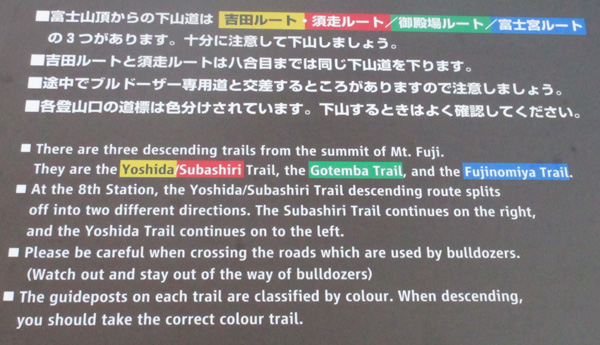 ■富士山頂からの下山道は 吉田ルート・須走ルート／御殿場ルート／富士宮ルート
の3つがあります。十分に注意して下山しましょう。
■吉田ルートと須走ルートは八合目までは同じ下山道を下ります。
■途中でブルドーザー専用道と交差するところがありますので注意しましょう。
■各登山口の道標は色分けされています。下山するときはよく確認してください。
■ There are three descending trails from the summit of Mt. Fuji.
They are the Yoshida/Subashiri Trail, the Gotemba Trail, and the Fujinomiya Trail.
■ At the 8th Station, the Yoshida/Subashiri Trail descending route splits
off into two different directions. The Subashiri Trail continues on the right,
and the Yoshida Trail continues on to the left.
■ Please be careful when crossing the roads which are used by bulldozers.
(Watch out and stay out of the way of bulldozers)
■ The guideposts on each trail are classified by colour. When descending,
you should take the correct colour trail.